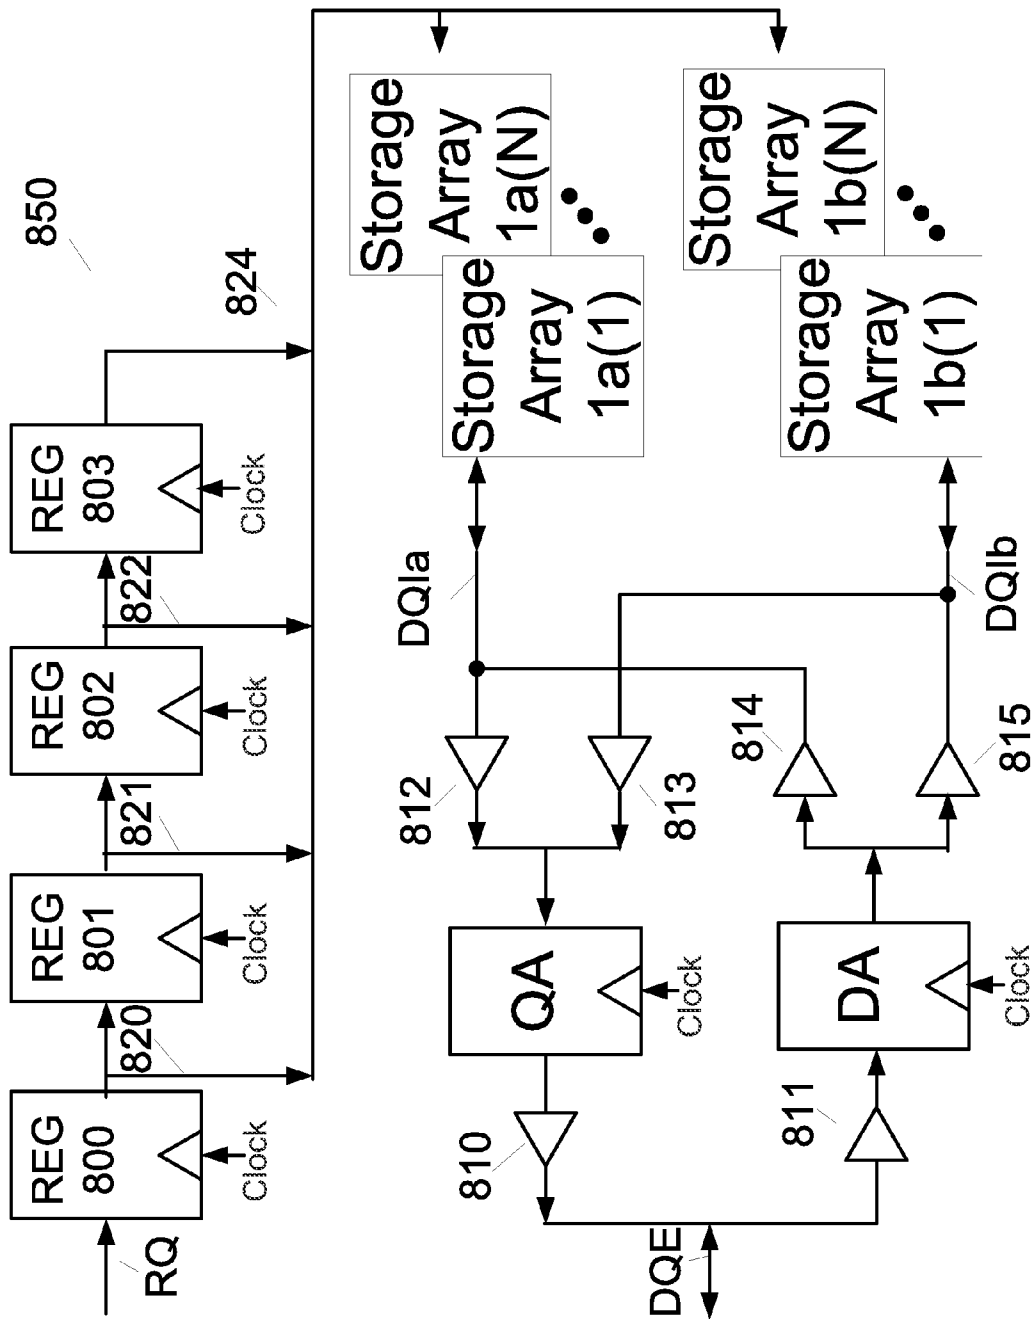 850
RQ
REG
800
Clock
820
REG
801
Clock
821
REG
802
Clock
822
REG
803
Clock
824
Storage
Array
1a(N)
Storage
Array
1a(1)
Storage
Array
1b(N)
Storage
Array
1b(1)
DQIa
DQIb
812
813
814
815
QA
Clock
DA
Clock
810
811
DQE